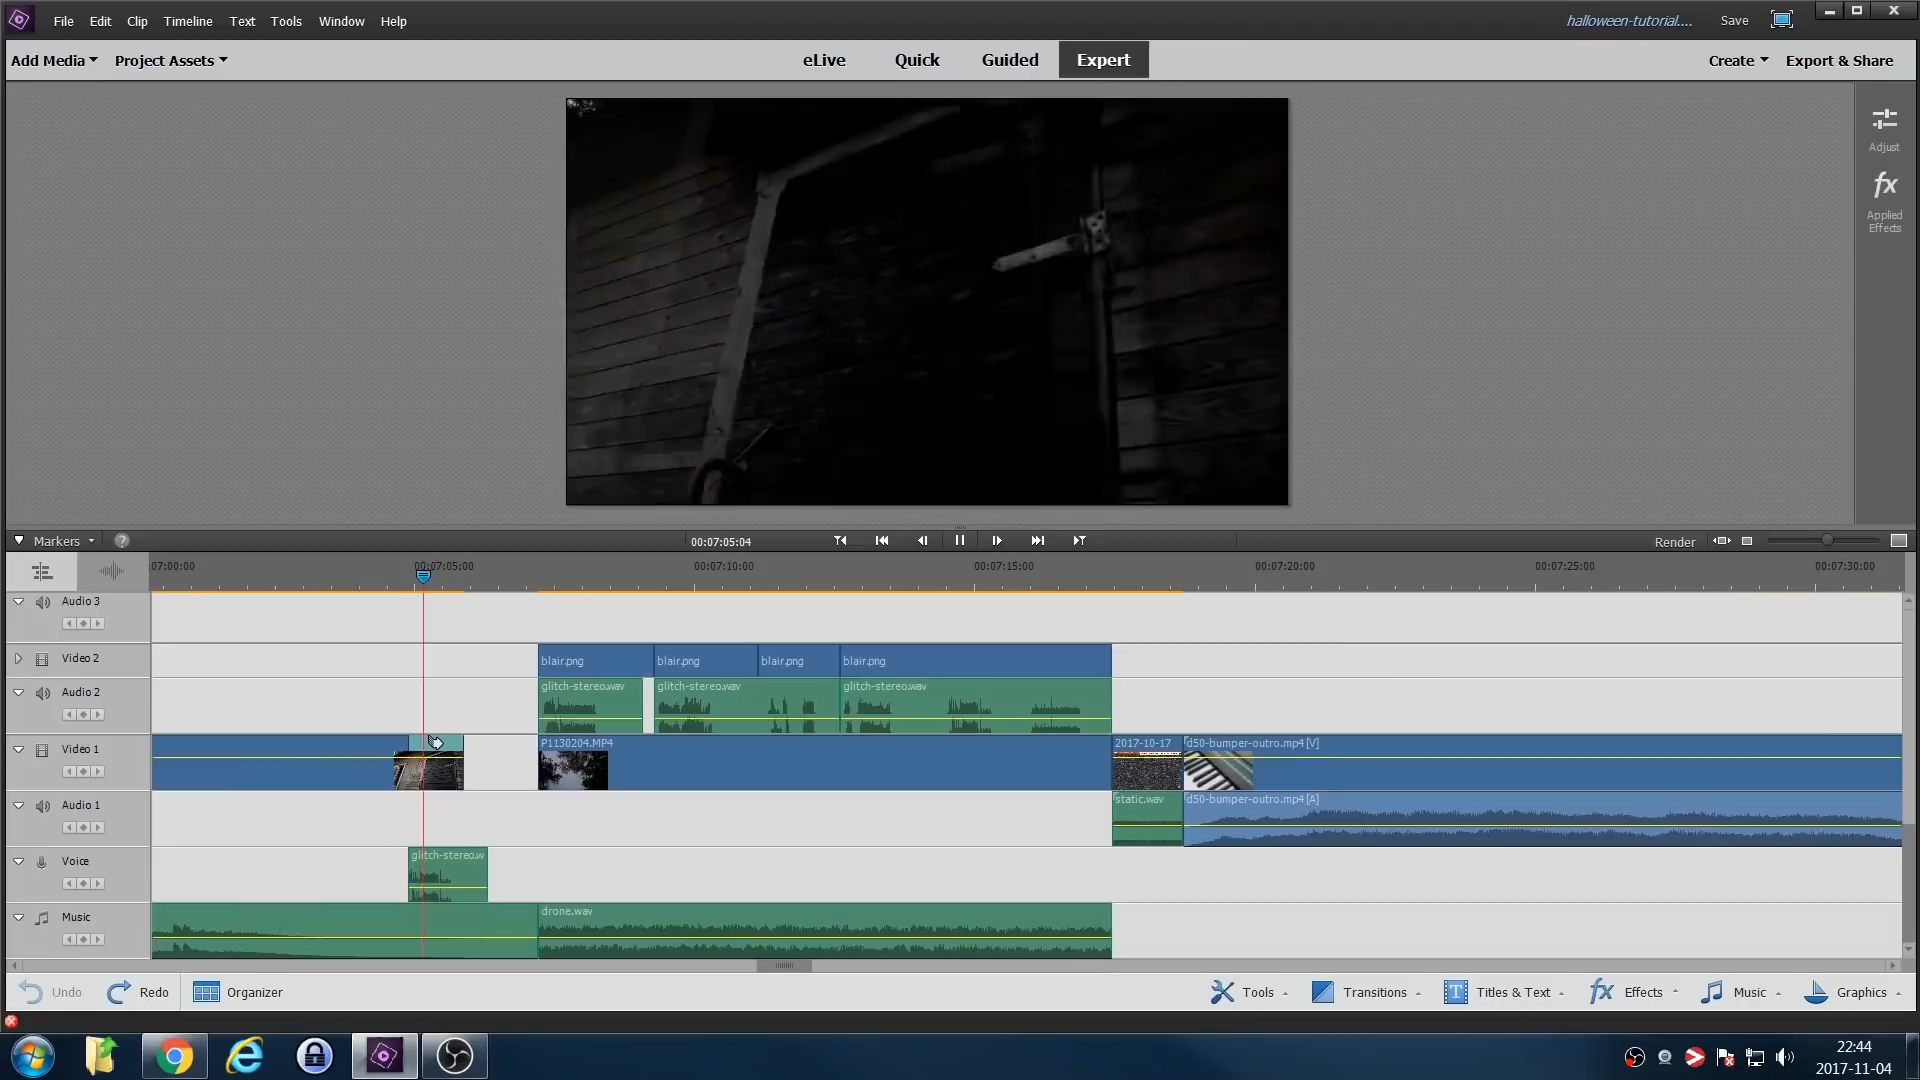 File Edit Clip Timeline Text Tools Window Help halloween-tutorial.... Save
Add Media Project Assets eLive Quick Guided Expert Create Export & Share
Adjust
fx
Applied
Effects
Markers ? 00:07:05:04 Render
07:00:00 00:07:05:00 00:07:10:00 00:07:15:00 00:07:20:00 00:07:25:00 00:07:30:00
Audio 3
Video 2 blair.png blair.png blair.png blair.png
Audio 2 glitch-stereo.wav glitch-stereo.wav glitch-stereo.wav
Video 1 P1130204.MP4 2017-10-17 d50-bumper-outro.mp4 [V]
Audio 1 static.wav d50-bumper-outro.mp4 [A]
Voice glitch-stereo.w
Music drone.wav
Undo Redo Organizer Tools Transitions T Titles & Text fx Effects Music Graphics
22:44
2017-11-04